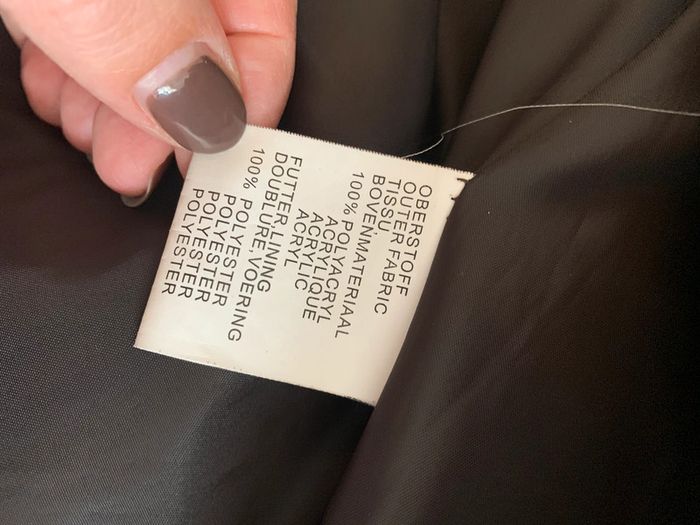 OBERSTOFF
OUTER FABRIC
TISSU
BOVENMATERIAAL
100% POLYACRYL
ACRYLIQUE
ACRYLIC
ACRYL
FUTTER,LINING
DOUBLURE,VOERING
100% POLYESTER
POLYESTER
POLYESTER
POLYESTER